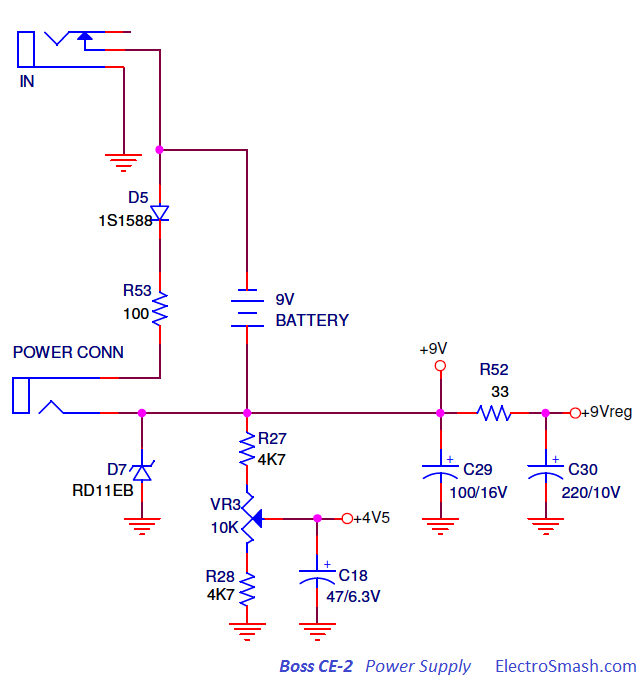 IN
D5
1S1588
R53
100
9V
BATTERY
POWER CONN
+9V
R52
33
+9Vreg
R27
4K7
D7
RD11EB
C29
100/16V
C30
220/10V
VR3
10K
+4V5
R28
4K7
+
+
+
C18
47/6.3V
Boss CE-2 Power Supply ElectroSmash.com